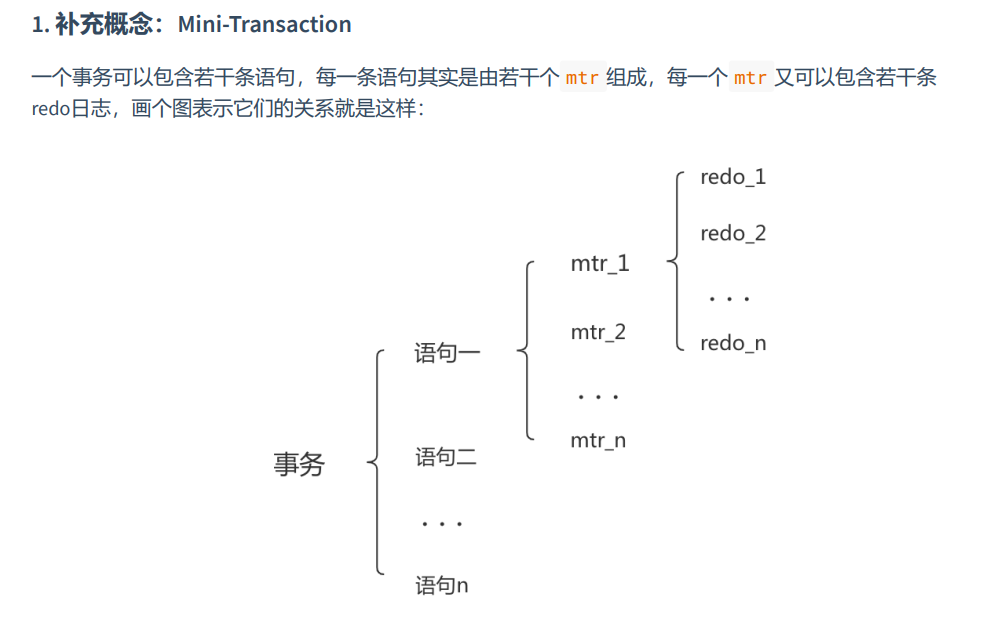 1. 补充概念：Mini-Transaction
一个事务可以包含若干条语句，每一条语句其实是由若干个 mtr 组成，每一个 mtr 又可以包含若干条
redo日志，画个图表示它们的关系就是这样：
redo_1
redo_2
mtr_1
...
mtr_2
redo_n
语句一
...
mtr_n
语句二
事务
...
语句n